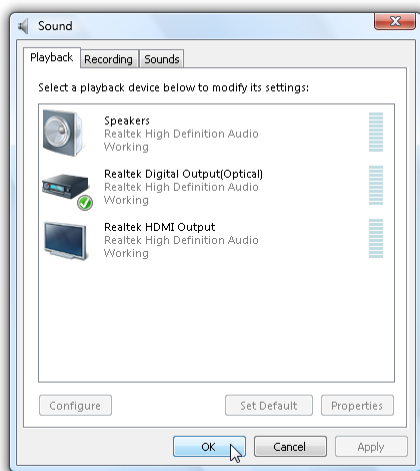 Sound
Playback Recording Sounds
Select a playback device below to modify its settings:
Speakers
Realtek High Definition Audio
Working
Realtek Digital Output(Optical)
Realtek High Definition Audio
Working
Realtek HDMI Output
Realtek High Definition Audio
Working
Configure Set Default Properties
OK Cancel Apply